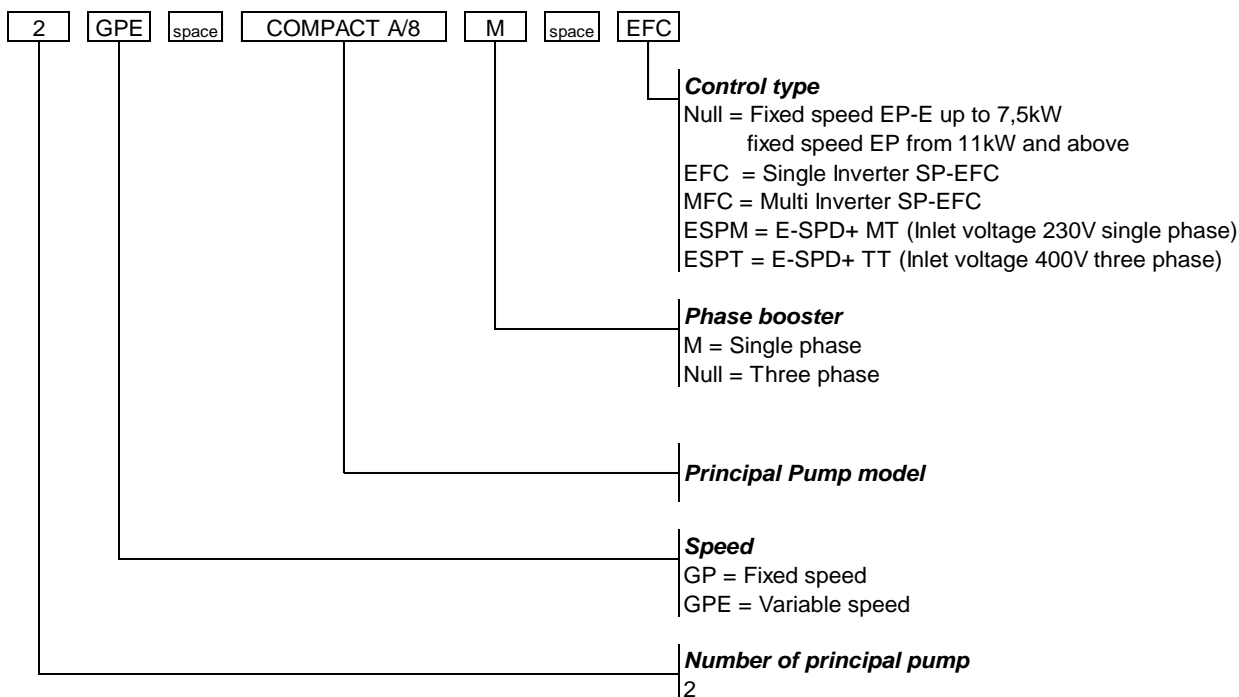 2 GPE space COMPACT A/8 M space EFC
Control type
Null = Fixed speed EP-E up to 7,5kW
fixed speed EP from 11kW and above
EFC = Single Inverter SP-EFC
MFC = Multi Inverter SP-EFC
ESPM = E-SPD+ MT (Inlet voltage 230V single phase)
ESPT = E-SPD+ TT (Inlet voltage 400V three phase)
Phase booster
M = Single phase
Null = Three phase
Principal Pump model
Speed
GP = Fixed speed
GPE = Variable speed
Number of principal pump
2